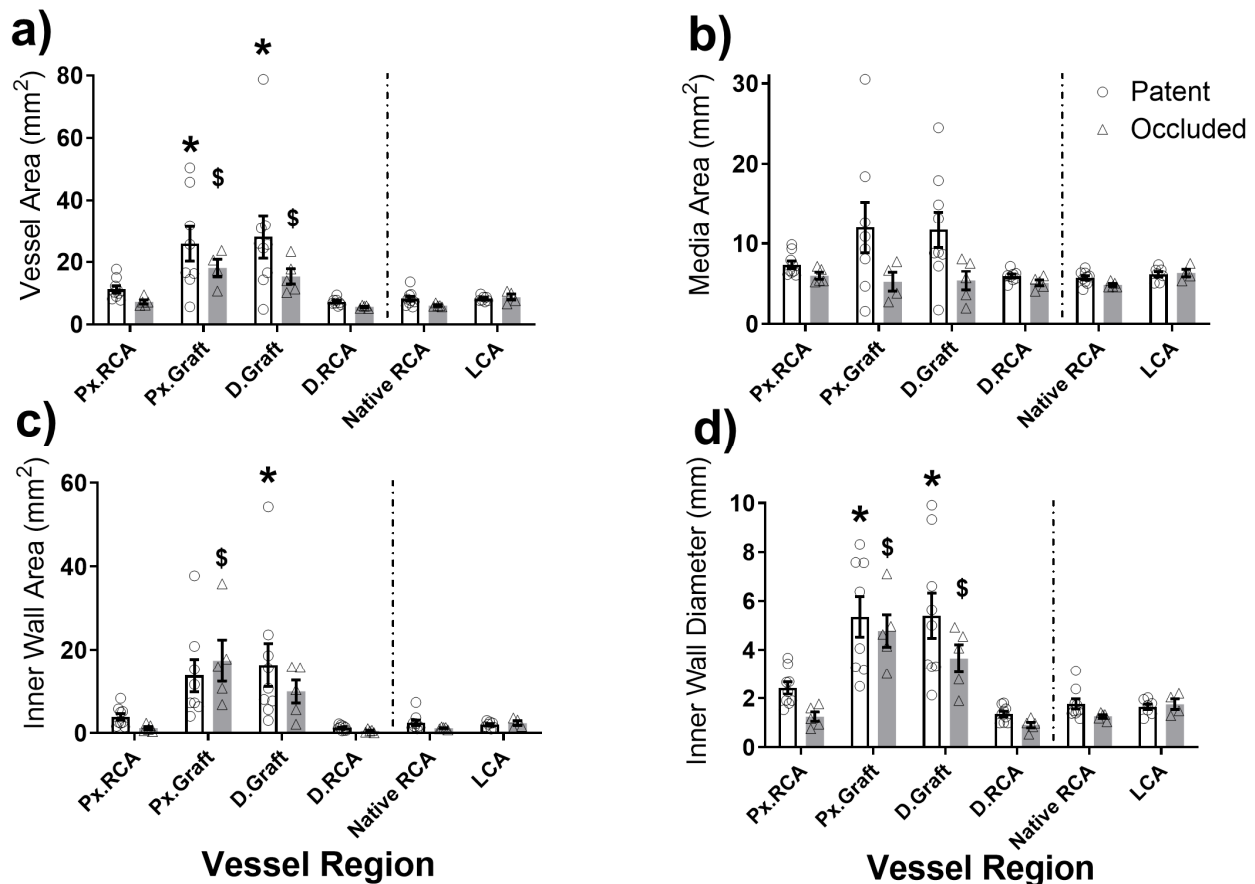 a)
*
*
$
$
Vessel Area (mm²)
80
60
40
20
0
Px.RCA
Px.Graft
D.Graft
D.RCA
Native RCA
LCA
b)
Media Area (mm²)
30
20
10
0
Patent
Occluded
Px.RCA
Px.Graft
D.Graft
D.RCA
Native RCA
LCA
c)
*
$
Inner Wall Area (mm²)
60
40
20
0
Px.RCA
Px.Graft
D.Graft
D.RCA
Native RCA
LCA
Vessel Region
d)
*
*
$
$
Inner Wall Diameter (mm)
10
8
6
4
2
0
Px.RCA
Px.Graft
D.Graft
D.RCA
Native RCA
LCA
Vessel Region